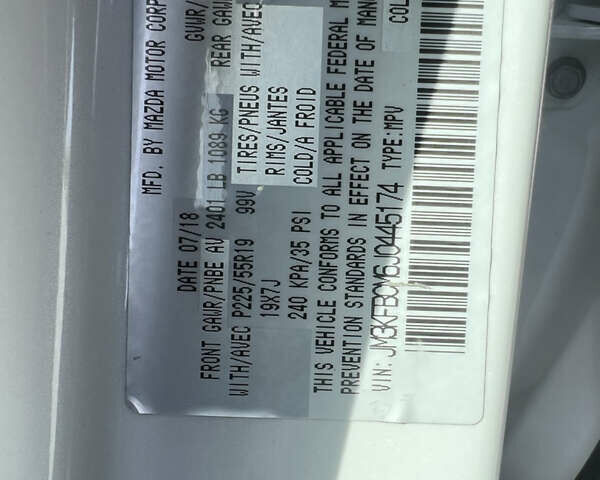 MFD. BY MAZDA MOTOR CORP
DATE 07/18 GVWR/
FRONT GAWR/PNBE AV 2401 LB 1089 KG REAR GAW
WITH/AVEC P225/55R19 99V TIRES/PNEUS WITH/AVEC
19X7J RIMS/JANTES
240 KPA/35 PSI COLD/A FROID COL
THIS VEHICLE CONFORMS TO ALL APPLICABLE FEDERAL M
PREVENTION STANDARDS IN EFFECT ON THE DATE OF MAN
VIN: JM3KFBCM6J0445174 TYPE: MPV